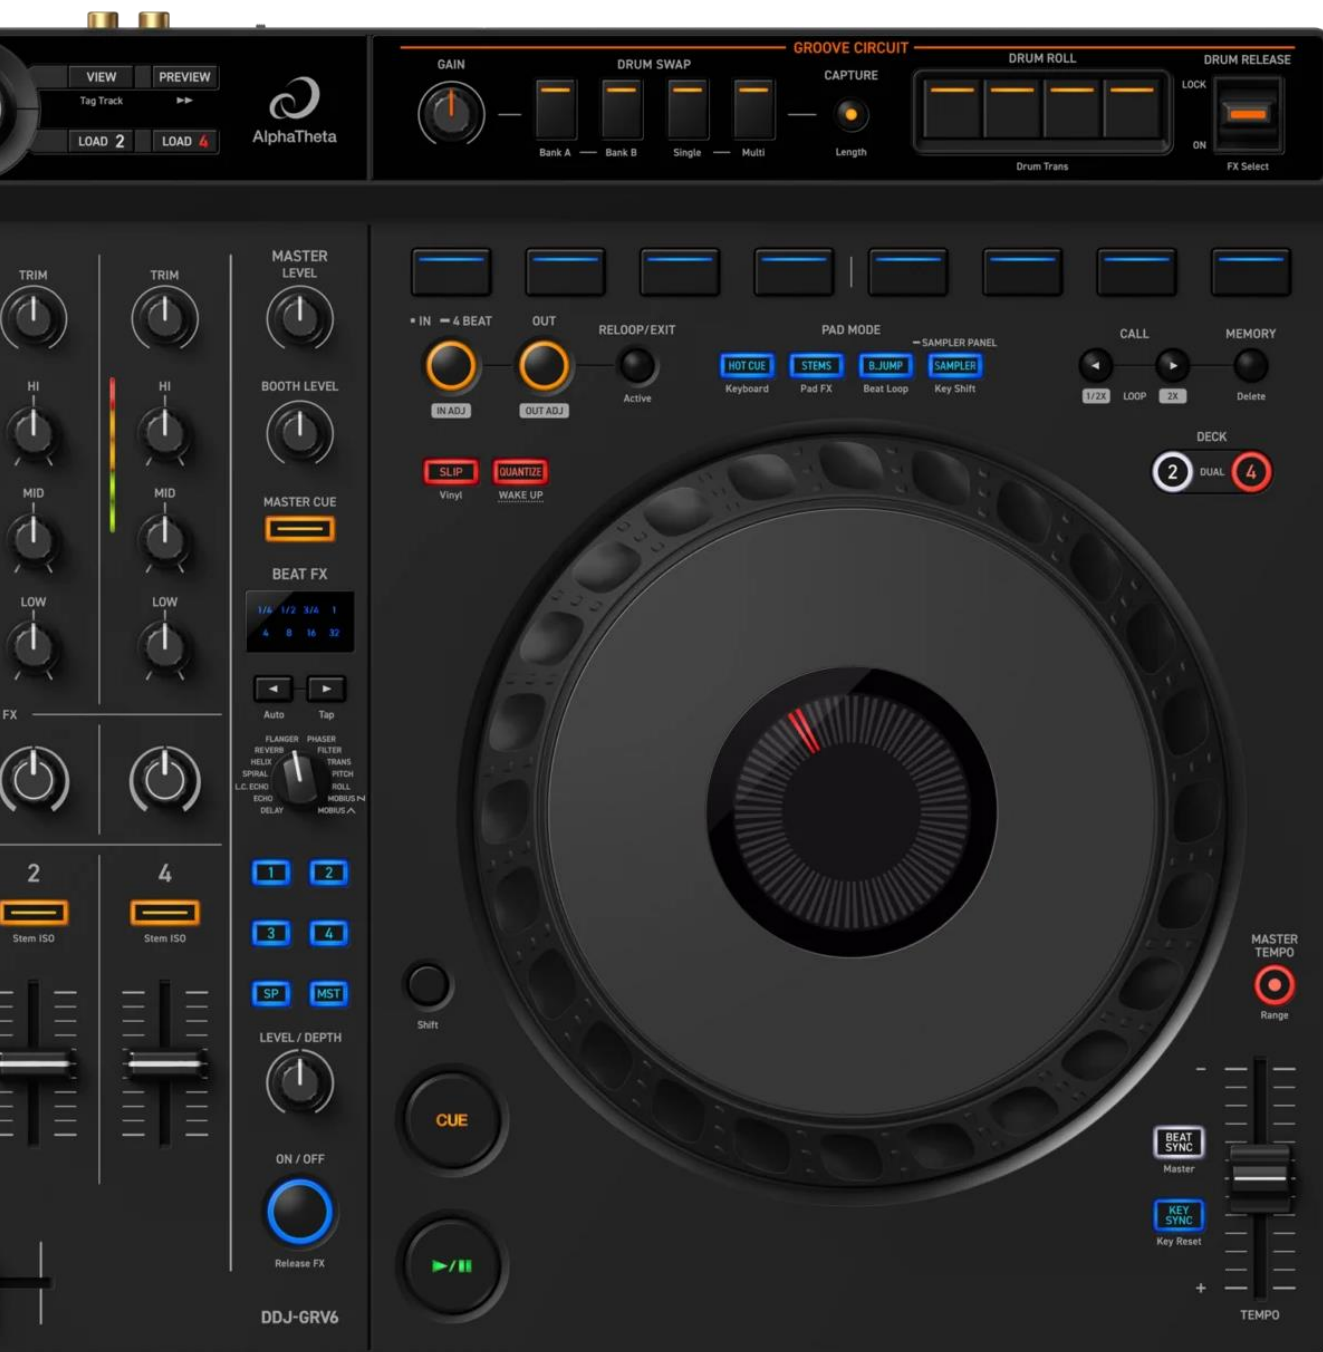 VIEW
PREVIEW
Tag Track
LOAD 2
LOAD 4
AlphaTheta
GROOVE CIRCUIT
GAIN
DRUM SWAP
CAPTURE
DRUM ROLL
DRUM RELEASE
LOCK
ON
Bank A
Bank B
Single
Multi
Length
Drum Trans
FX Select
TRIM
TRIM
HI
HI
MID
MID
LOW
LOW
FX
2
4
Stem ISO
Stem ISO
MASTER
LEVEL
BOOTH LEVEL
MASTER CUE
BEAT FX
1/4 1/2 3/4 1
4 8 16 32
Auto
Tap
FLANGER
PHASER
REVERB
FILTER
HELIX
TRANS
SPIRAL
PITCH
L.C. ECHO
ROLL
ECHO
MOBIUS
DELAY
MOBIUS
1
2
3
4
SP
MST
LEVEL / DEPTH
ON / OFF
Release FX
DDJ-GRV6
IN
4 BEAT
OUT
RELOOP/EXIT
IN ADJ
OUT ADJ
Active
PAD MODE
SAMPLER PANEL
HOT CUE
STEMS
B.JUMP
SAMPLER
Keyboard
Pad FX
Beat Loop
Key Shift
CALL
MEMORY
1/2X
LOOP
2X
Delete
SLIP
QUANTIZE
Vinyl
WAKE UP
DECK
2
DUAL
4
Shift
CUE
MASTER
TEMPO
Range
-
BEAT
SYNC
Master
KEY
SYNC
Key Reset
+
TEMPO